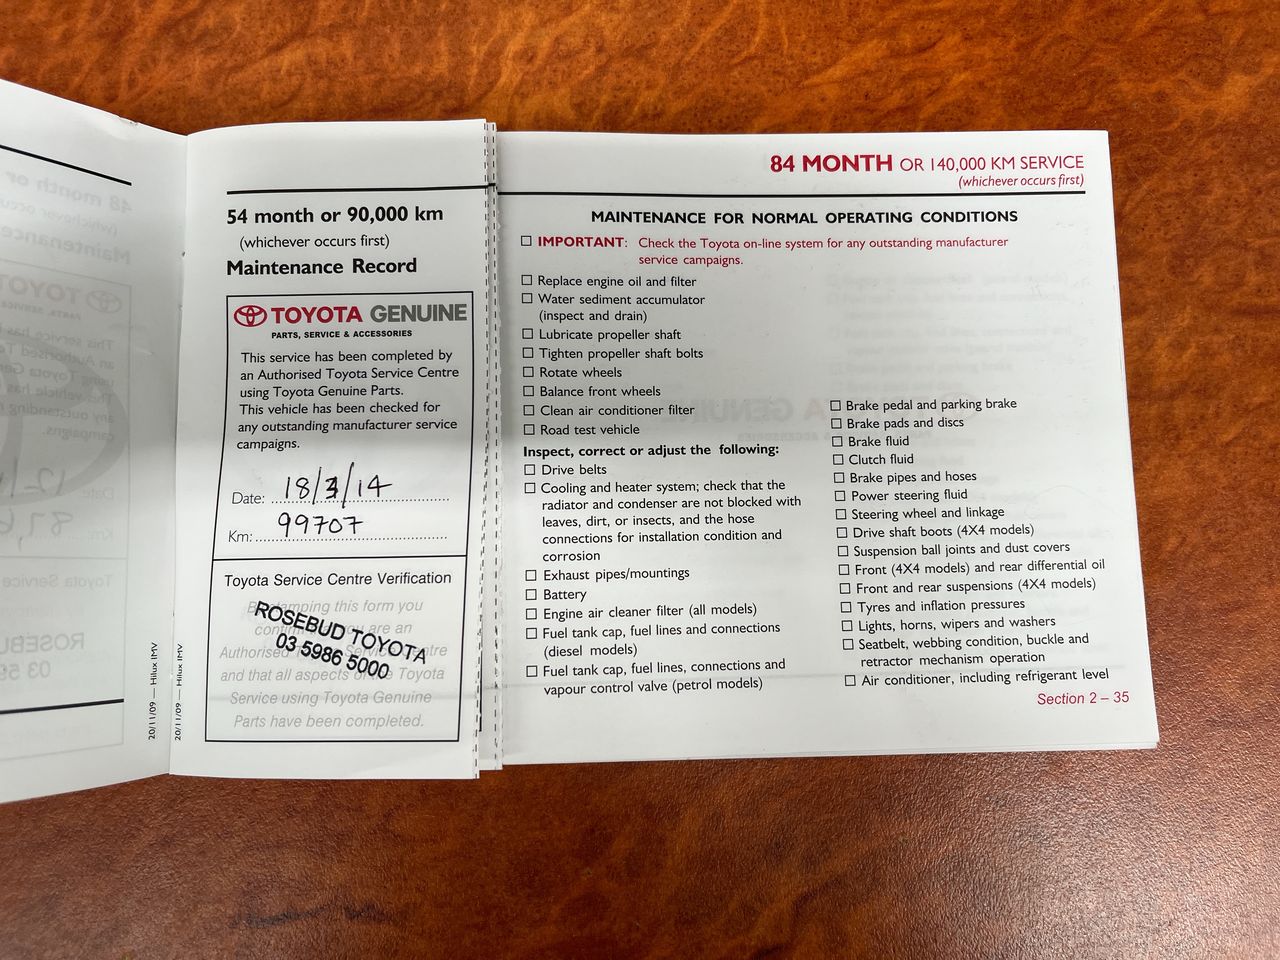 54 month or 90,000 km
(whichever occurs first)
Maintenance Record
TOYOTA GENUINE
PARTS, SERVICE & ACCESSORIES
This service has been completed by
an Authorised Toyota Service Centre
using Toyota Genuine Parts.
This vehicle has been checked for
any outstanding manufacturer service
campaigns.
Date: 18/3/14
Km: 99707
Toyota Service Centre Verification
By stamping this form you
confirm you are an
Authorised Service Centre
and that all aspects of the Toyota
Service using Toyota Genuine
Parts have been completed.
ROSEBUD TOYOTA
03 5986 5000
20/11/09 — Hilux IMV
20/11/09 — Hilux IMV
84 MONTH OR 140,000 KM SERVICE
(whichever occurs first)
MAINTENANCE FOR NORMAL OPERATING CONDITIONS
IMPORTANT: Check the Toyota on-line system for any outstanding manufacturer
service campaigns.
Replace engine oil and filter
Water sediment accumulator
(inspect and drain)
Lubricate propeller shaft
Tighten propeller shaft bolts
Rotate wheels
Balance front wheels
Clean air conditioner filter
Road test vehicle
Inspect, correct or adjust the following:
Drive belts
Cooling and heater system; check that the
radiator and condenser are not blocked with
leaves, dirt, or insects, and the hose
connections for installation condition and
corrosion
Exhaust pipes/mountings
Battery
Engine air cleaner filter (all models)
Fuel tank cap, fuel lines and connections
(diesel models)
Fuel tank cap, fuel lines, connections and
vapour control valve (petrol models)
Brake pedal and parking brake
Brake pads and discs
Brake fluid
Clutch fluid
Brake pipes and hoses
Power steering fluid
Steering wheel and linkage
Drive shaft boots (4X4 models)
Suspension ball joints and dust covers
Front (4X4 models) and rear differential oil
Front and rear suspensions (4X4 models)
Tyres and inflation pressures
Lights, horns, wipers and washers
Seatbelt, webbing condition, buckle and
retractor mechanism operation
Air conditioner, including refrigerant level
Section 2 – 35